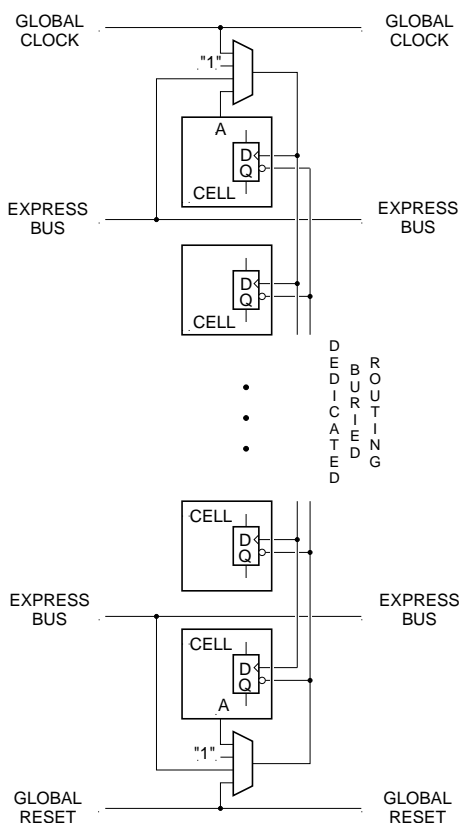 GLOBAL
CLOCK
GLOBAL
CLOCK
"1"
A
D
Q
CELL
EXPRESS
BUS
EXPRESS
BUS
D
Q
CELL
DEDICATED
BURIED
ROUTING
CELL
D
Q
EXPRESS
BUS
EXPRESS
BUS
CELL
D
Q
A
"1"
GLOBAL
RESET
GLOBAL
RESET